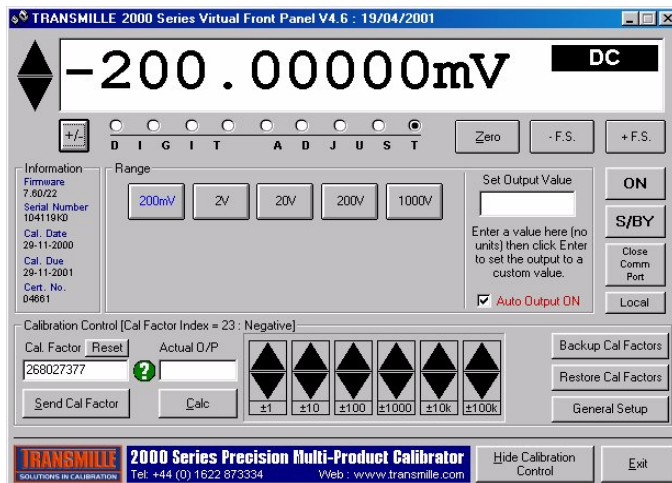 TRANSMILLE 2000 Series Virtual Front Panel V4.6 : 19/04/2001
-200.00000mV
DC
+/-
D I G I T A D J U S T
Zero
- F.S.
+ F.S.
Information
Firmware
7.60/22
Serial Number
104119K0
Cal. Date
29-11-2000
Cal. Due
29-11-2001
Cert. No.
04661
Range
200mV
2V
20V
200V
1000V
Set Output Value
Enter a value here (no
units) then click Enter
to set the output to a
custom value.
Auto Output ON
ON
S/BY
Close
Comm
Port
Local
Calibration Control [Cal Factor Index = 23 : Negative]
Cal. Factor
Reset
Actual O/P
268027377
?
Send Cal Factor
Calc
±1
±10
±100
±1000
±10k
±100k
Backup Cal Factors
Restore Cal Factors
General Setup
TRANSMILLE
SOLUTIONS IN CALIBRATION
2000 Series Precision Multi-Product Calibrator
Tel: +44 (0) 1622 873334 Web : www.transmille.com
Hide Calibration
Control
Exit